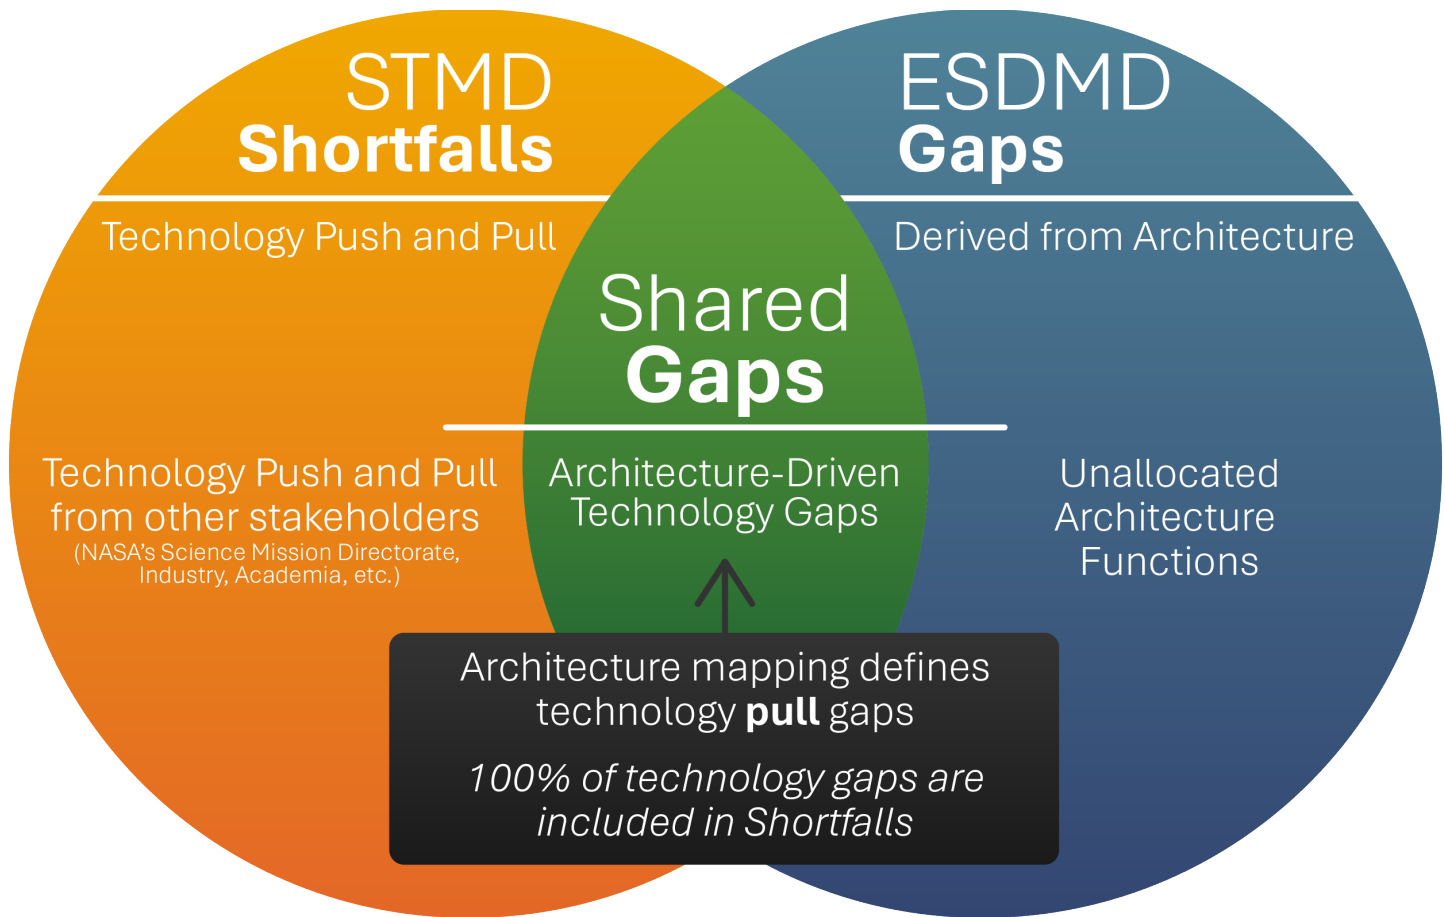 STMD
Shortfalls
Technology Push and Pull
Technology Push and Pull
from other stakeholders
(NASA's Science Mission Directorate,
Industry, Academia, etc.)
Shared
Gaps
Architecture-Driven
Technology Gaps
ESDMD
Gaps
Derived from Architecture
Unallocated
Architecture
Functions
Architecture mapping defines
technology pull gaps
100% of technology gaps are
included in Shortfalls